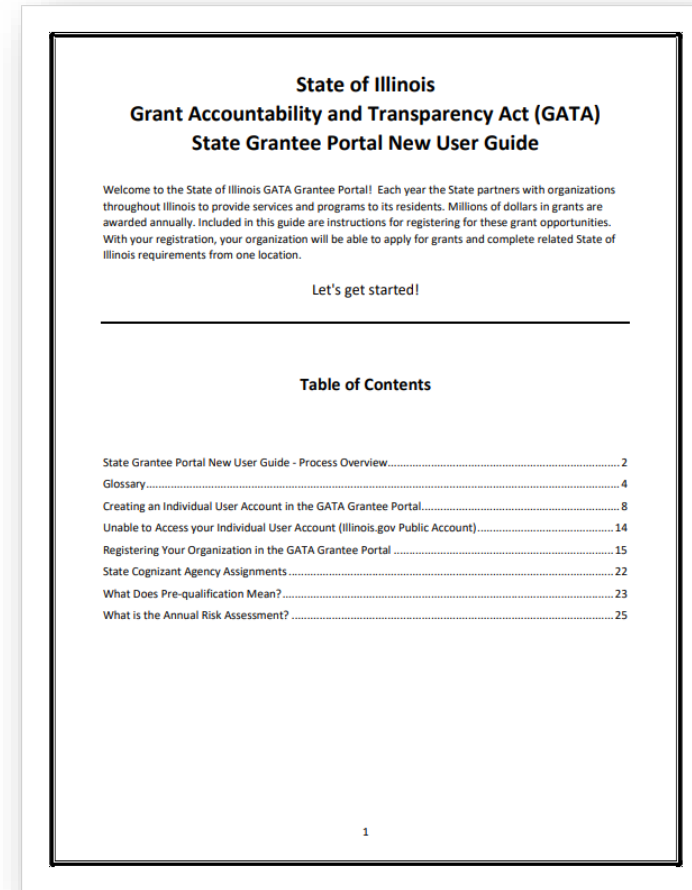 State of Illinois
Grant Accountability and Transparency Act (GATA)
State Grantee Portal New User Guide
Welcome to the State of Illinois GATA Grantee Portal!  Each year the State partners with organizations
throughout Illinois to provide services and programs to its residents. Millions of dollars in grants are
awarded annually. Included in this guide are instructions for registering for these grant opportunities.
With your registration, your organization will be able to apply for grants and complete related State of
Illinois requirements from one location.
Let's get started!
Table of Contents
State Grantee Portal New User Guide - Process Overview.......... 2
Glossary.......... 4
Creating an Individual User Account in the GATA Grantee Portal.......... 8
Unable to Access your Individual User Account (Illinois.gov Public Account).......... 14
Registering Your Organization in the GATA Grantee Portal .......... 15
State Cognizant Agency Assignments .......... 22
What Does Pre-qualification Mean? .......... 23
What is the Annual Risk Assessment? .......... 25
1